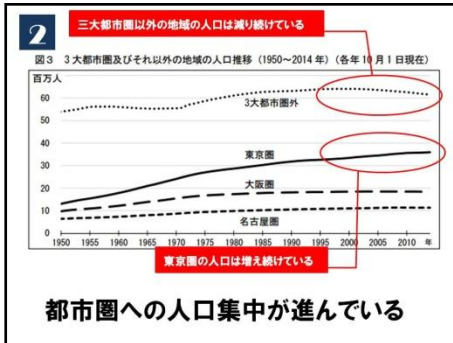 三大都市圏以外の地域の人口は減り続けている
2
図3 3大都市圏及びそれ以外の地域の人口推移（1950～2014年）（各年10月1日現在）
百万人
60
50
40
30
20
10
0
3大都市圏外
東京圏
大阪圏
名古屋圏
1950 1955 1960 1965 1970 1975 1980 1985 1990 1995 2000 2005 2010 年
東京圏の人口は増え続けている
都市圏への人口集中が進んでいる